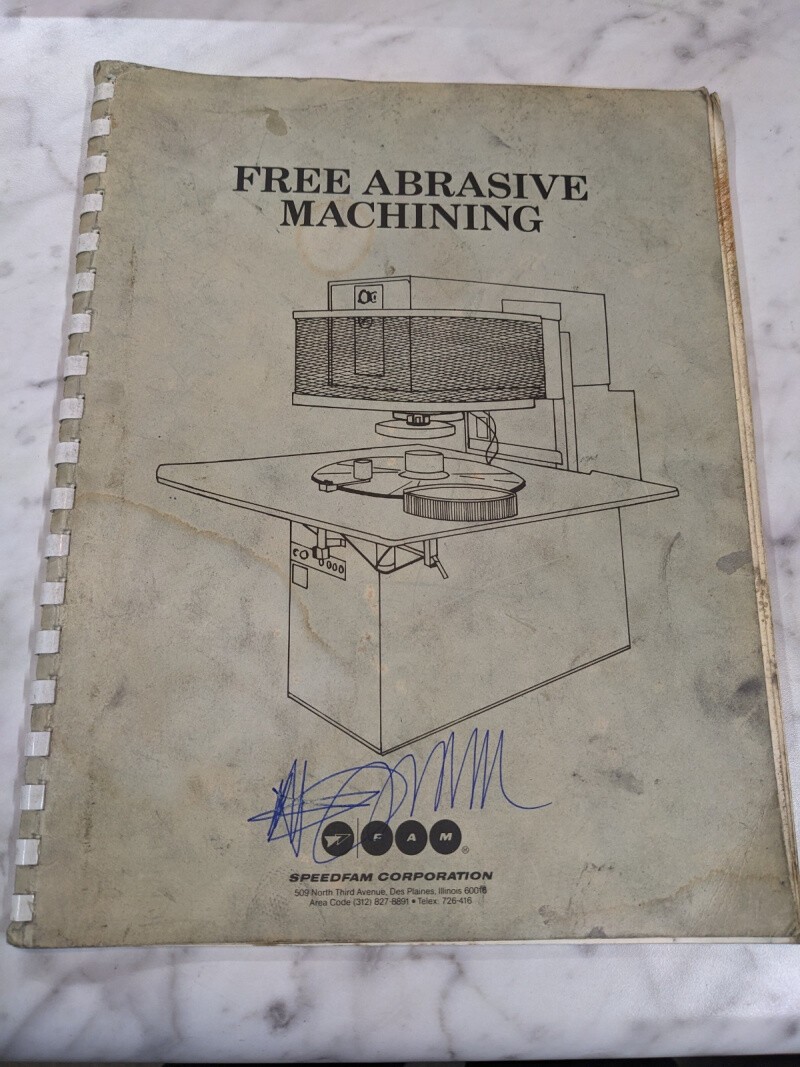 FREE ABRASIVE
MACHINING
F A M ®
SPEEDFAM CORPORATION
509 North Third Avenue, Des Plaines, Illinois 60016
Area Code (312) 827-8891 • Telex: 726-416